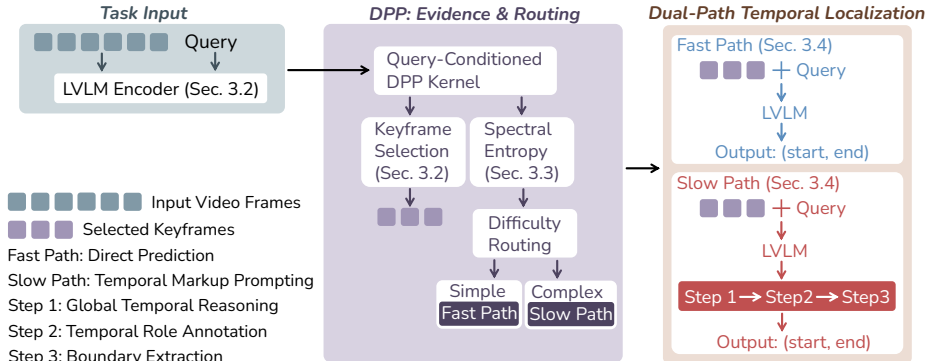 Task Input
Query
LVLM Encoder (Sec. 3.2)
Input Video Frames
Selected Keyframes
Fast Path: Direct Prediction
Slow Path: Temporal Markup Prompting
Step 1: Global Temporal Reasoning
Step 2: Temporal Role Annotation
Step 3: Boundary Extraction
DPP: Evidence & Routing
Query-Conditioned
DPP Kernel
Keyframe
Selection
(Sec. 3.2)
Spectral
Entropy
(Sec. 3.3)
Difficulty
Routing
Simple
Fast Path
Complex
Slow Path
Dual-Path Temporal Localization
Fast Path (Sec. 3.4)
+ Query
LVLM
Output: (start, end)
Slow Path (Sec. 3.4)
+ Query
LVLM
Step 1 → Step2 → Step3
Output: (start, end)